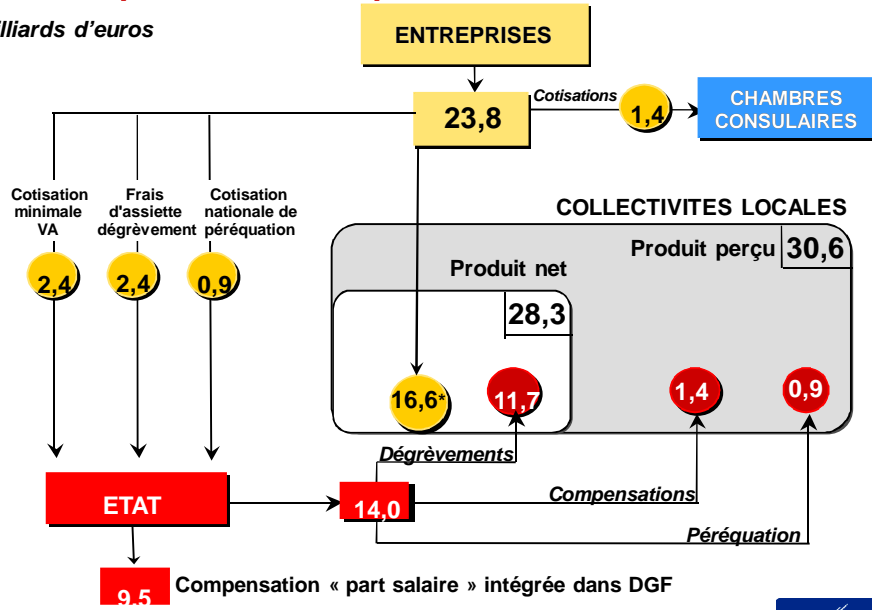 lliards d'euros
ENTREPRISES
23,8
Cotisations
1,4
CHAMBRES
CONSULAIRES
Cotisation
minimale
VA
Frais
d'assiette
dégrèvement
Cotisation
nationale de
péréquation
2,4
2,4
0,9
COLLECTIVITES LOCALES
Produit perçu
30,6
Produit net
28,3
16,6*
11,7
1,4
0,9
Dégrèvements
ETAT
14,0
Compensations
Péréquation
9,5
Compensation « part salaire » intégrée dans DGF